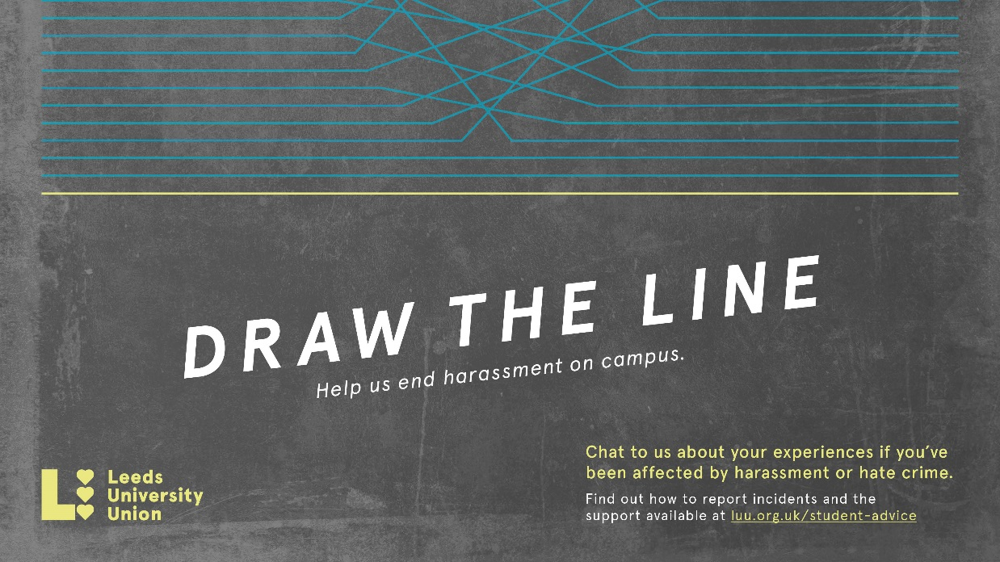 DRAW THE LINE
Help us end harassment on campus.
Chat to us about your experiences if you've
been affected by harassment or hate crime.
Find out how to report incidents and the
support available at luu.org.uk/student-advice
Leeds
University
Union